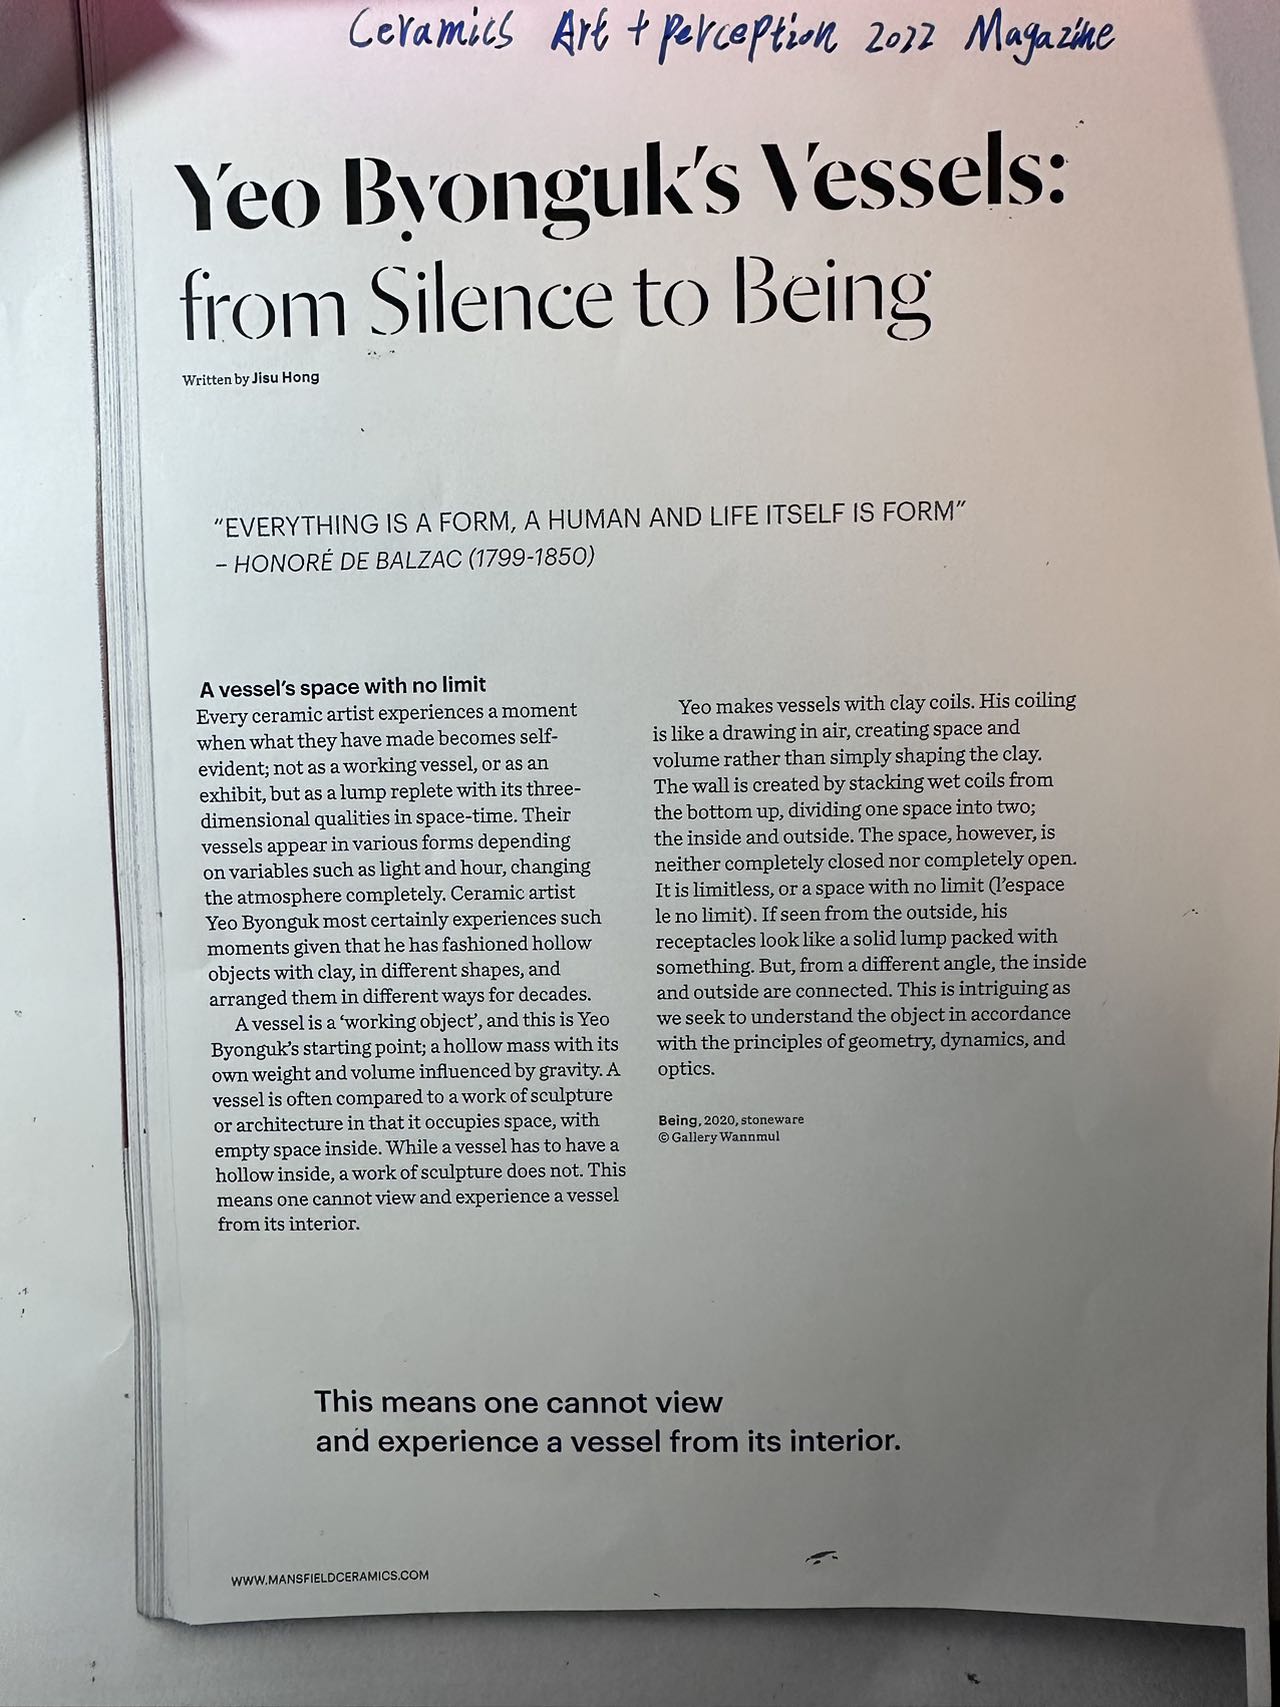 Ceramics Art + perception 2022 Magazine
Yeo Byonguk's Vessels:
from Silence to Being
Written by Jisu Hong
"EVERYTHING IS A FORM, A HUMAN AND LIFE ITSELF IS FORM"
– HONORÉ DE BALZAC (1799-1850)
A vessel's space with no limit
Every ceramic artist experiences a moment
when what they have made becomes self-
evident; not as a working vessel, or as an
exhibit, but as a lump replete with its three-
dimensional qualities in space-time. Their
vessels appear in various forms depending
on variables such as light and hour, changing
the atmosphere completely. Ceramic artist
Yeo Byonguk most certainly experiences such
moments given that he has fashioned hollow
objects with clay, in different shapes, and
arranged them in different ways for decades.
A vessel is a 'working object', and this is Yeo
Byonguk's starting point; a hollow mass with its
own weight and volume influenced by gravity. A
vessel is often compared to a work of sculpture
or architecture in that it occupies space, with
empty space inside. While a vessel has to have a
hollow inside, a work of sculpture does not. This
means one cannot view and experience a vessel
from its interior.
Yeo makes vessels with clay coils. His coiling
is like a drawing in air, creating space and
volume rather than simply shaping the clay.
The wall is created by stacking wet coils from
the bottom up, dividing one space into two;
the inside and outside. The space, however, is
neither completely closed nor completely open.
It is limitless, or a space with no limit (l'espace
le no limit). If seen from the outside, his
receptacles look like a solid lump packed with
something. But, from a different angle, the inside
and outside are connected. This is intriguing as
we seek to understand the object in accordance
with the principles of geometry, dynamics, and
optics.
Being, 2020, stoneware
© Gallery Wannmul
This means one cannot view
and experience a vessel from its interior.
WWW.MANSFIELDCERAMICS.COM